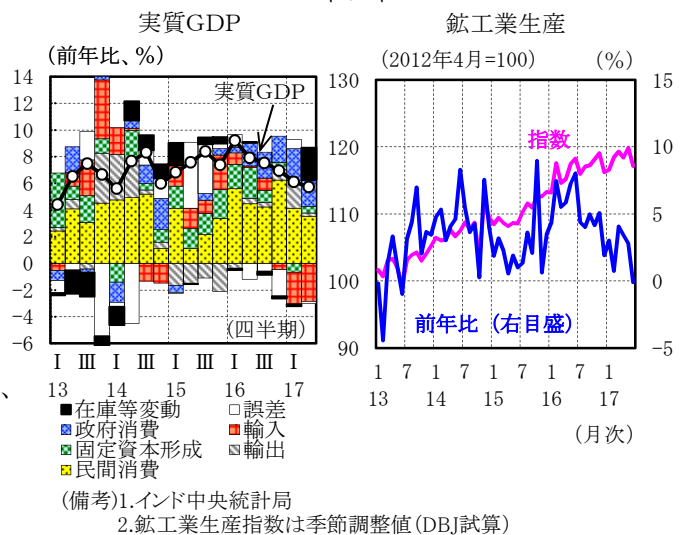 実質GDP
(前年比、%)
実質GDP
14
12
10
8
6
4
2
0
−2
−4
−6
(四半期)
Ⅰ Ⅲ Ⅰ Ⅲ Ⅰ Ⅲ Ⅰ Ⅲ Ⅰ
13 14 15 16 17
、
■在庫等変動 □誤差
政府消費 輸入
固定資本形成 輸出
民間消費
鉱工業生産
(2012年4月=100) (%)
130
120
110
100
90
15
10
5
0
−5
指数
前年比（右目盛）
1 7 1 7 1 7 1 7 1
13 14 15 16 17
(月次)
(備考)1.インド中央統計局
2.鉱工業生産指数は季節調整値(DBJ試算)